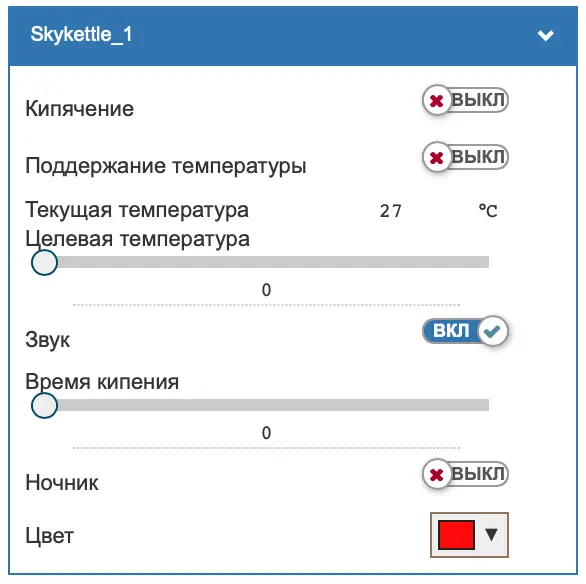 Skykettle_1
Кипячение ВЫКЛ
Поддержание температуры ВЫКЛ
Текущая температура 27 °C
Целевая температура
0
Звук ВКЛ
Время кипения
0
Ночник ВЫКЛ
Цвет